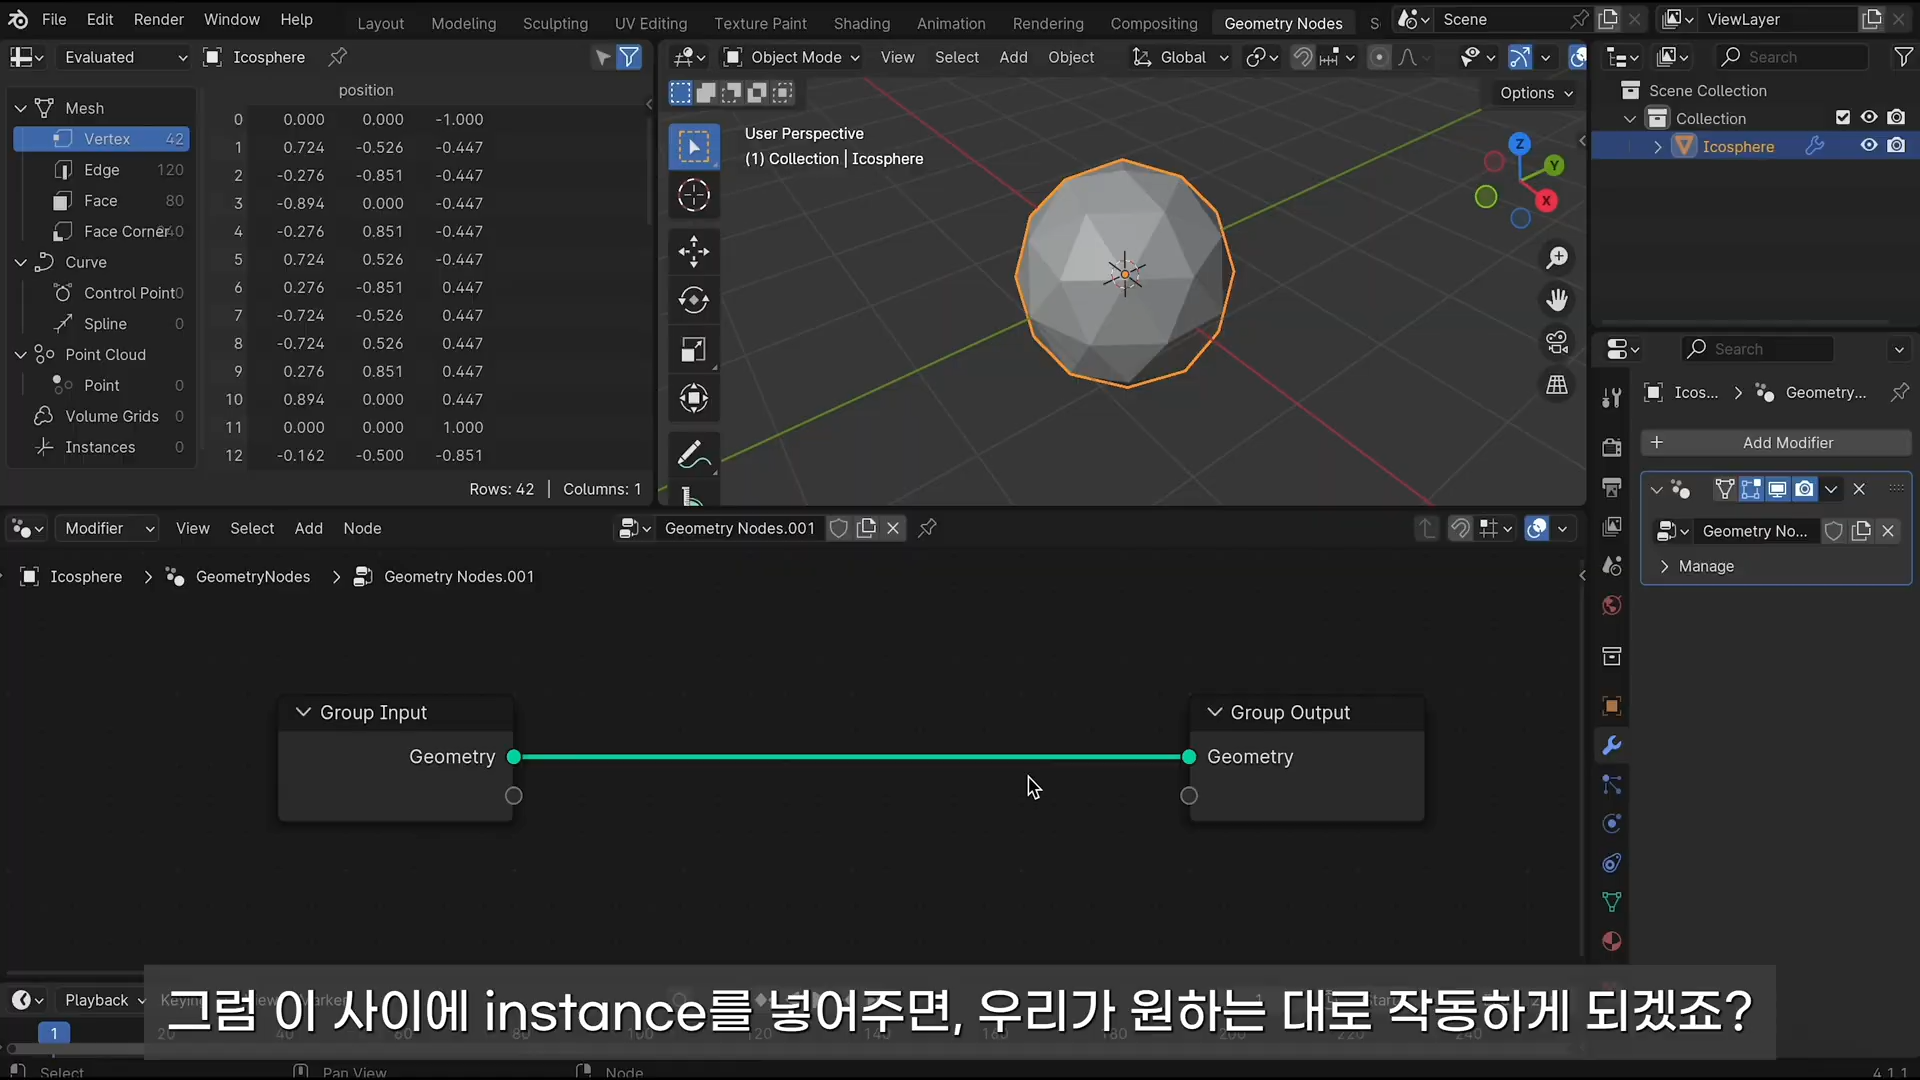 File Edit Render Window Help Layout Modeling Sculpting UV Editing Texture Paint Shading Animation Rendering Compositing Geometry Nodes S Scene ViewLayer
Evaluated Icosphere
Object Mode View Select Add Object Global
Search
Options
position
Mesh
Vertex 42
Edge 120
Face 80
Face Corner
Curve
Control Point 0
Spline 0
Point Cloud
Point 0
Volume Grids 0
Instances 0
0 0.000 0.000 -1.000
1 0.724 -0.526 -0.447
2 -0.276 -0.851 -0.447
3 -0.894 0.000 -0.447
4 -0.276 0.851 -0.447
5 0.724 0.526 -0.447
6 0.276 -0.851 0.447
7 -0.724 -0.526 0.447
8 -0.724 0.526 0.447
9 0.276 0.851 0.447
10 0.894 0.000 0.447
11 0.000 0.000 1.000
12 -0.162 -0.500 -0.851
Rows: 42 | Columns: 1
User Perspective
(1) Collection | Icosphere
Z
Y
X
Scene Collection
Collection
Icosphere
Search
Icos... Geometry...
Add Modifier
Geometry No...
Manage
Modifier View Select Add Node Geometry Nodes.001
Icosphere GeometryNodes Geometry Nodes.001
Group Input
Geometry
Group Output
Geometry
Playback
그럼 이 사이에 instance를 넣어주면, 우리가 원하는 대로 작동하게 되겠죠?
1
Select Pan View Node 4.1.1